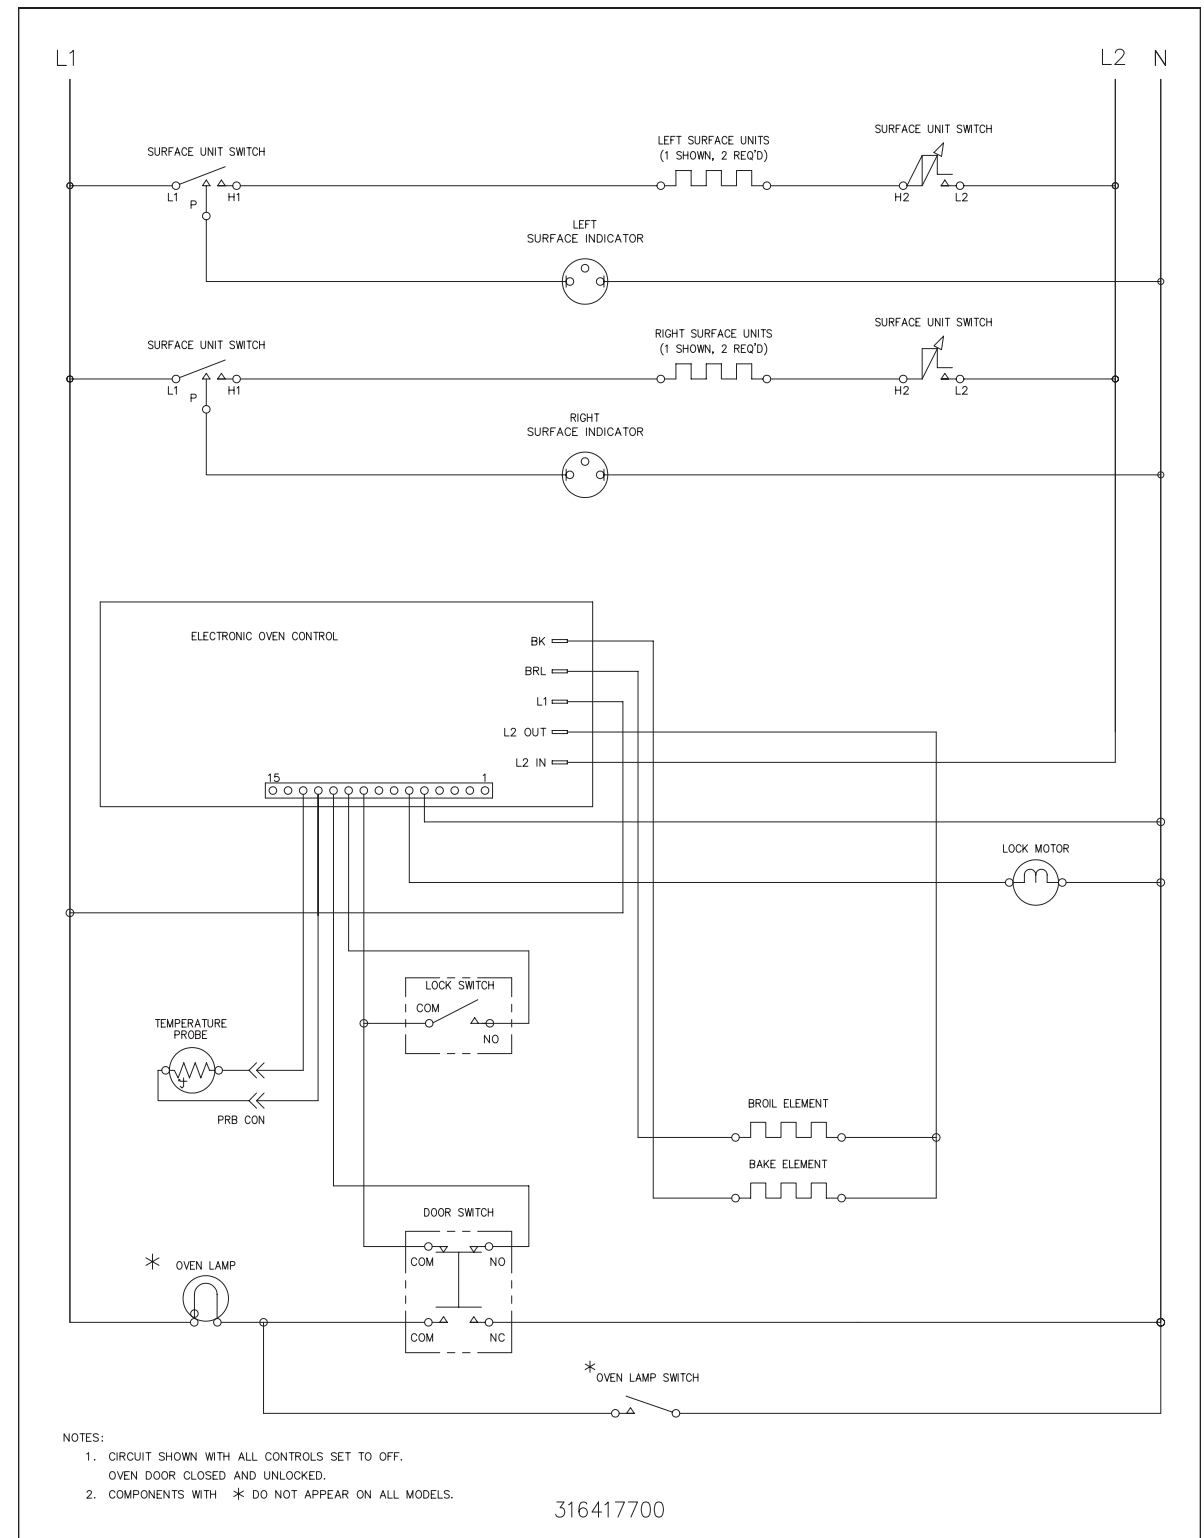 L1
L2 N
SURFACE UNIT SWITCH
LEFT SURFACE UNITS
(1 SHOWN, 2 REQ'D)
SURFACE UNIT SWITCH
L1
P
H1
H2
L2
LEFT
SURFACE INDICATOR
SURFACE UNIT SWITCH
RIGHT SURFACE UNITS
(1 SHOWN, 2 REQ'D)
SURFACE UNIT SWITCH
L1
P
H1
H2
L2
RIGHT
SURFACE INDICATOR
ELECTRONIC OVEN CONTROL
BK
BRL
L1
L2 OUT
L2 IN
15
1
LOCK MOTOR
LOCK SWITCH
COM
NO
TEMPERATURE
PROBE
PRB CON
BROIL ELEMENT
BAKE ELEMENT
DOOR SWITCH
COM
NO
* OVEN LAMP
COM
NC
* OVEN LAMP SWITCH
NOTES:
1. CIRCUIT SHOWN WITH ALL CONTROLS SET TO OFF.
OVEN DOOR CLOSED AND UNLOCKED.
2. COMPONENTS WITH * DO NOT APPEAR ON ALL MODELS.
316417700